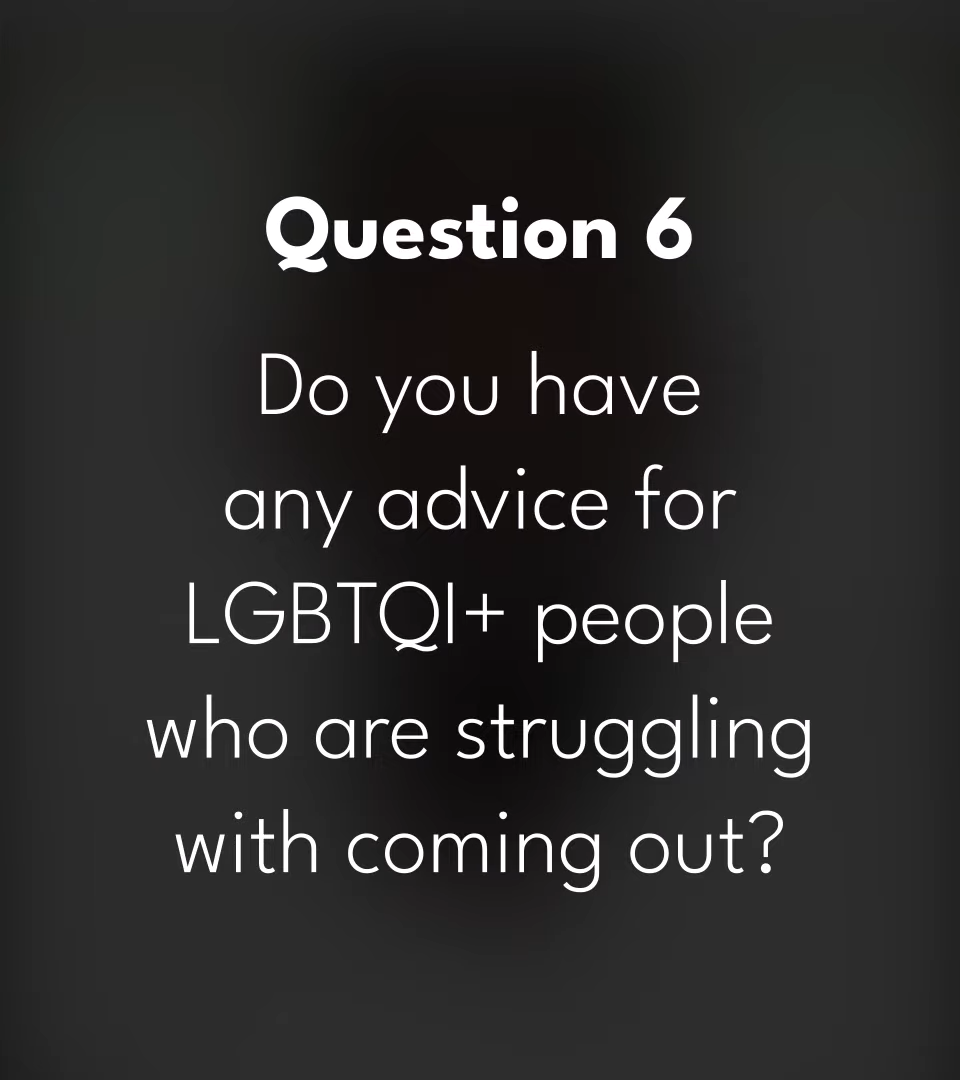 Question 6
Do you have
any advice for
LGBTQI+ people
who are struggling
with coming out?